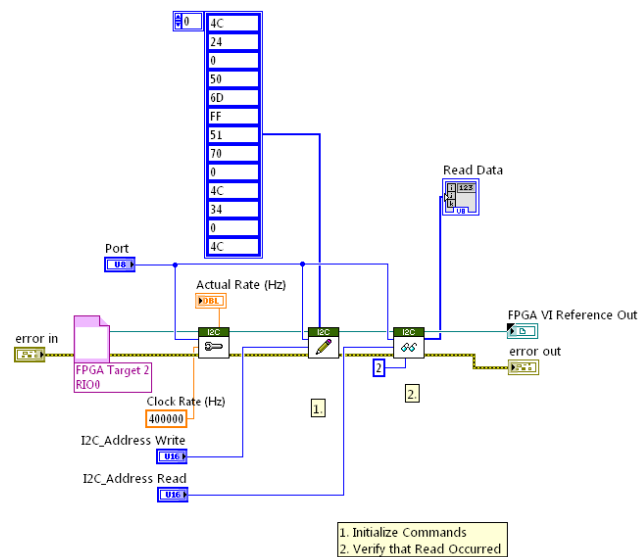 0
4C
24
0
50
6D
FF
51
70
0
4C
34
0
4C
Read Data
123
U8
Port
U8
Actual Rate (Hz)
DBL
FPGA VI Reference Out
I2C
I2C
I2C
error in
error out
FPGA Target 2
RIO0
2
Clock Rate (Hz)
400000
1.
2.
I2C_Address Write
U16
I2C_Address Read
U16
1. Initialize Commands
2. Verify that Read Occurred